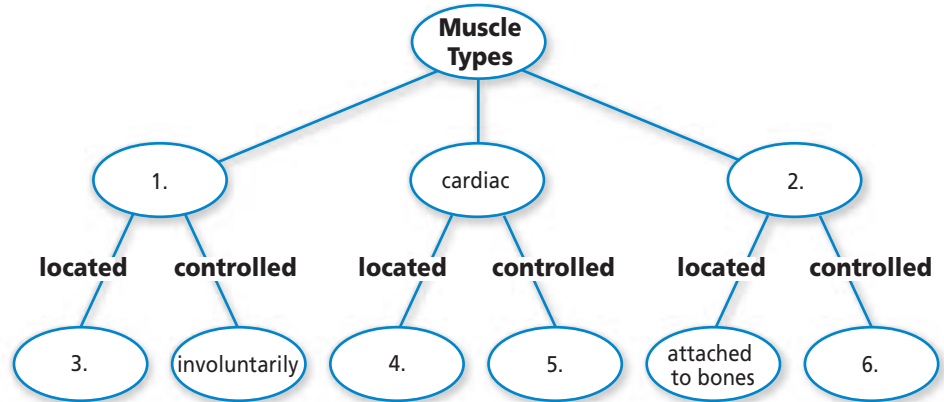 Muscle
Types
1.
cardiac
2.
located
controlled
located
controlled
located
controlled
3.
involuntarily
4.
5.
attached
to bones
6.